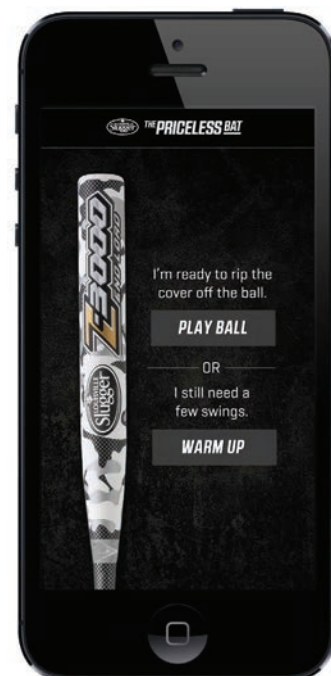 Slugger THE PRICELESS BAT
Z-3000
LOUISVILLE
Slugger
I'm ready to rip the
cover off the ball.
PLAY BALL
OR
I still need a
few swings.
WARM UP